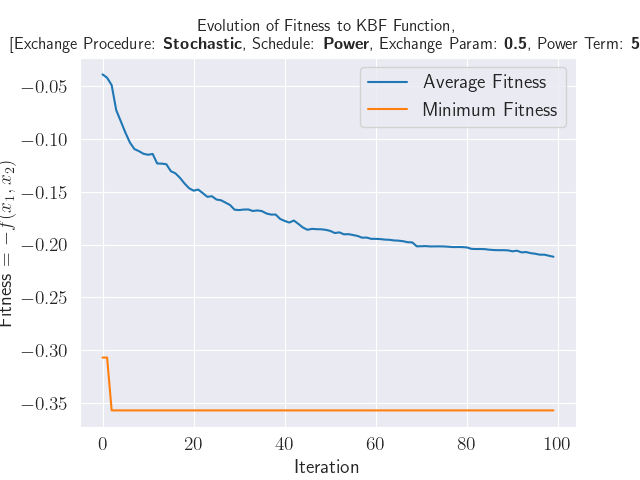 Evolution of Fitness to KBF Function,
[Exchange Procedure: Stochastic, Schedule: Power, Exchange Param: 0.5, Power Term: 5
Average Fitness
Minimum Fitness
Fitness = −f(x₁, x₂)
−0.05
−0.10
−0.15
−0.20
−0.25
−0.30
−0.35
0 20 40 60 80 100
Iteration